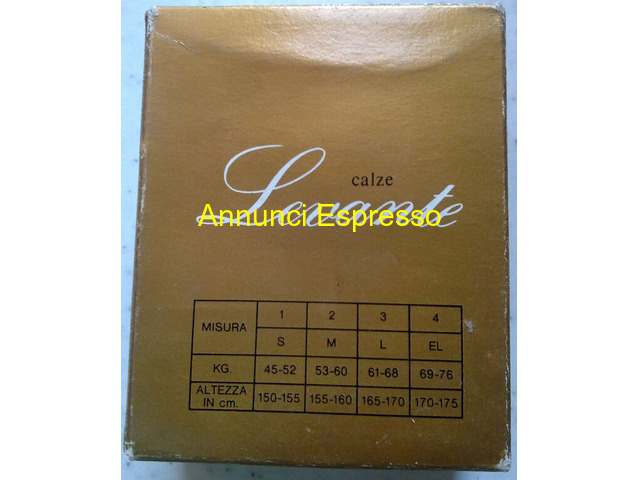 calze
Levante
Annunci Espresso
MISURA 1 2 3 4
S M L EL
KG. 45-52 53-60 61-68 69-76
ALTEZZA
IN cm. 150-155 155-160 165-170 170-175